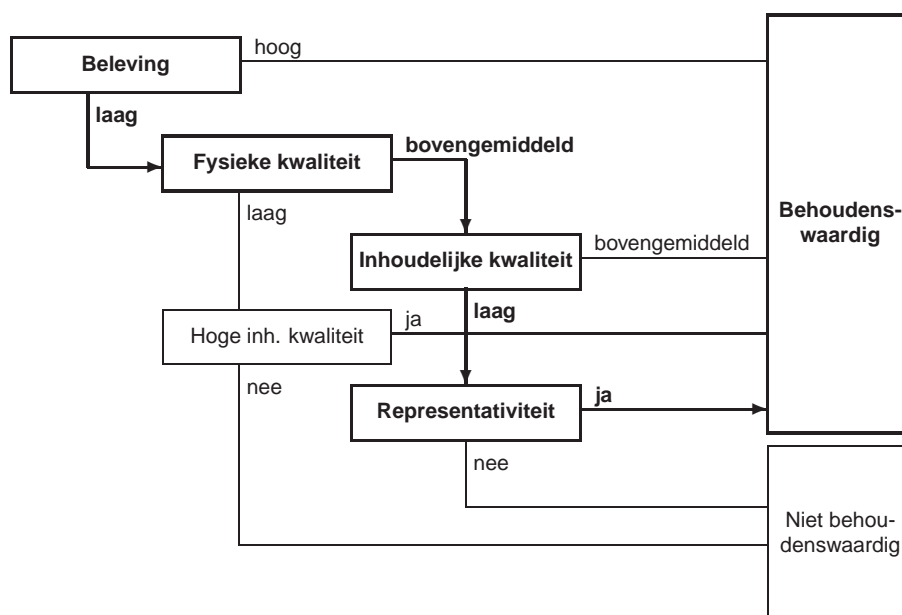 hoog
Beleving
laag
bovengemiddeld
Fysieke kwaliteit
laag
Behoudens-
waardig
bovengemiddeld
Inhoudelijke kwaliteit
laag
ja
Hoge inh. kwaliteit
nee
ja
Representativiteit
nee
Niet behou-
denswaardig